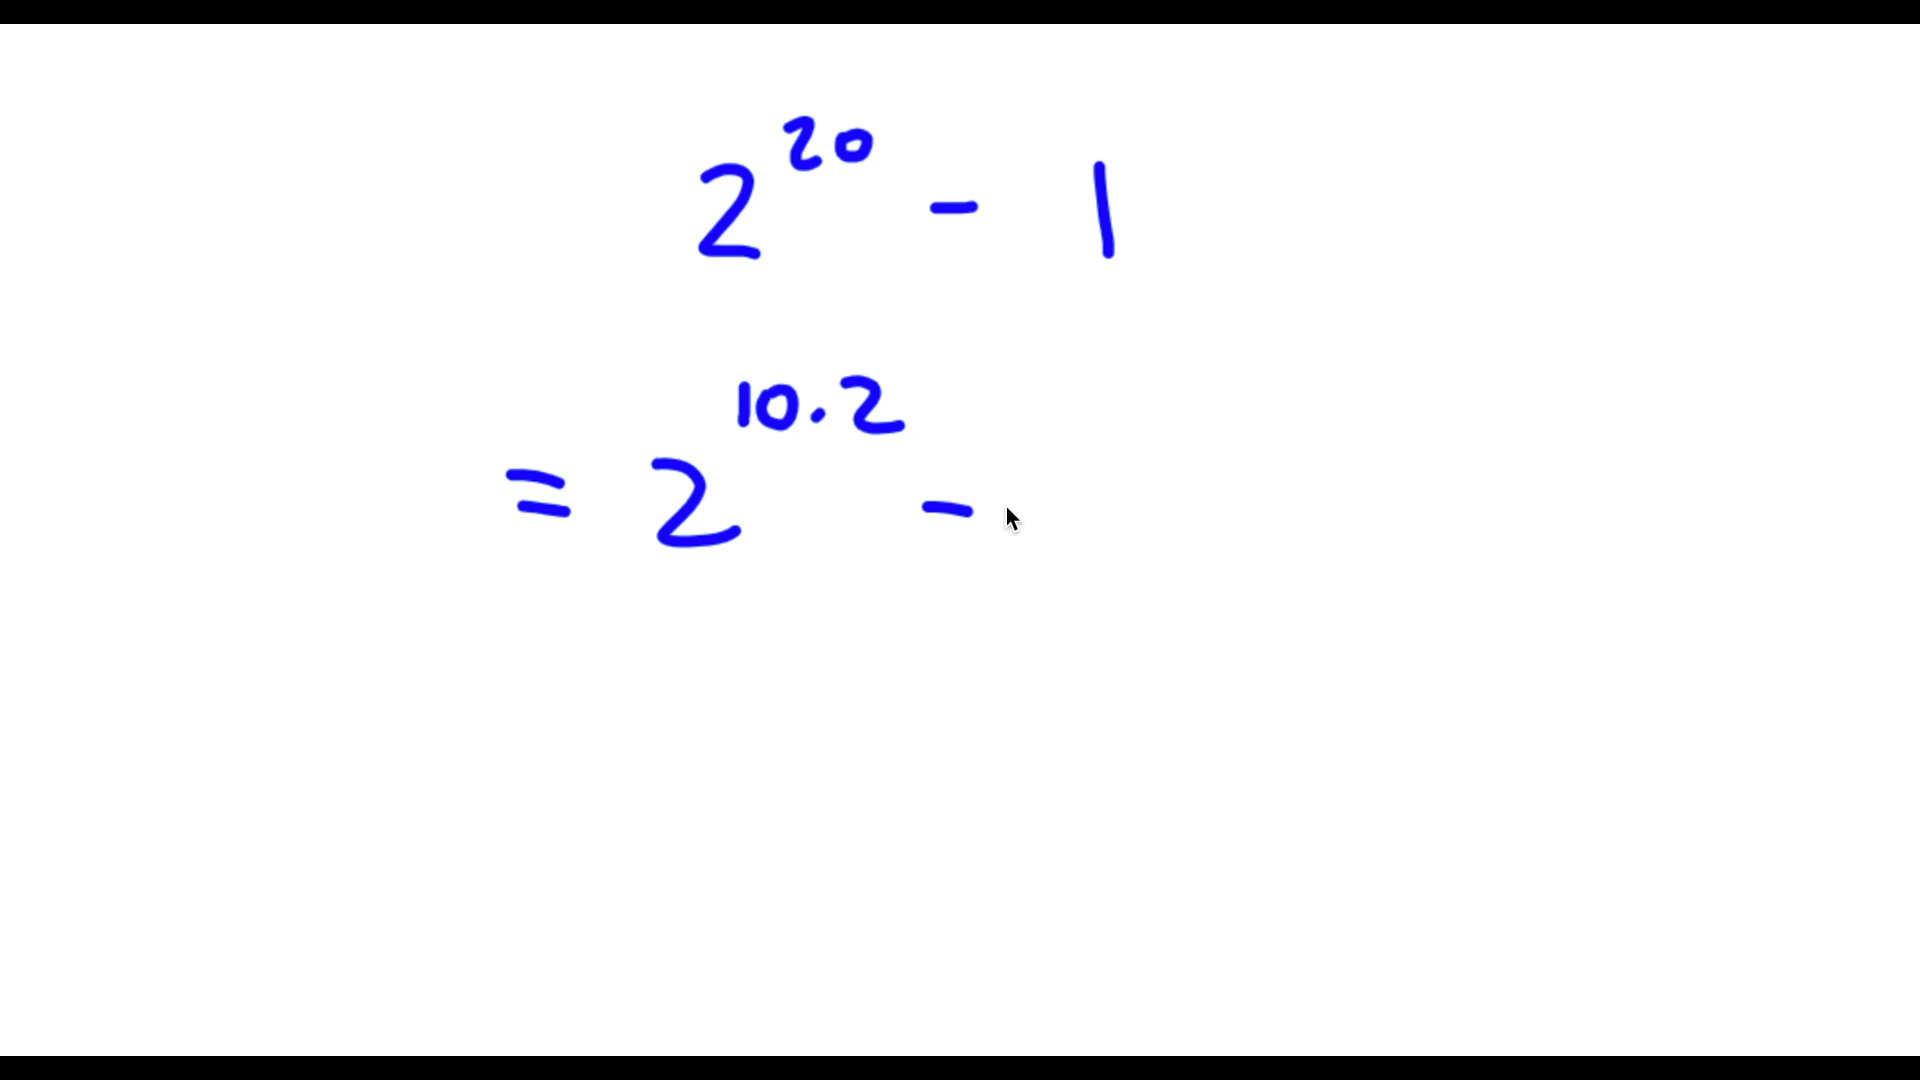 2^20 - 1
= 2^10.2 -